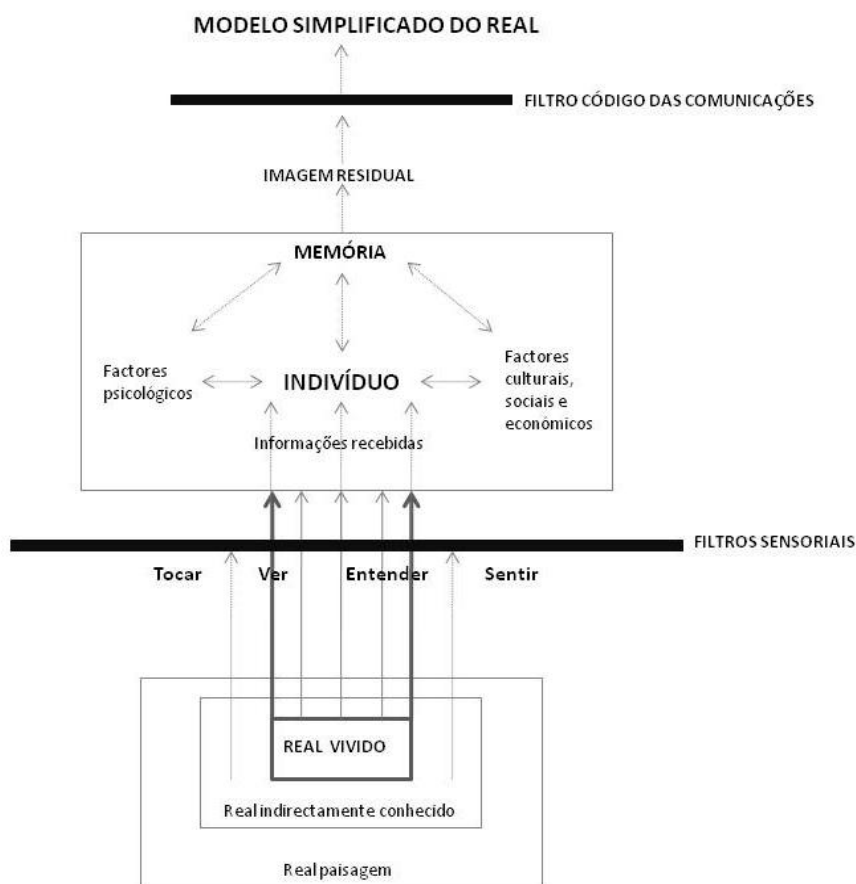 MODELO SIMPLIFICADO DO REAL
FILTRO CÓDIGO DAS COMUNICAÇÕES
IMAGEM RESIDUAL
MEMÓRIA
Factores
psicológicos
INDIVÍDUO
Factores
culturais,
sociais e
económicos
Informações recebidas
FILTROS SENSORIAIS
Tocar Ver Entender Sentir
REAL VIVIDO
Real indirectamente conhecido
Real paisagem